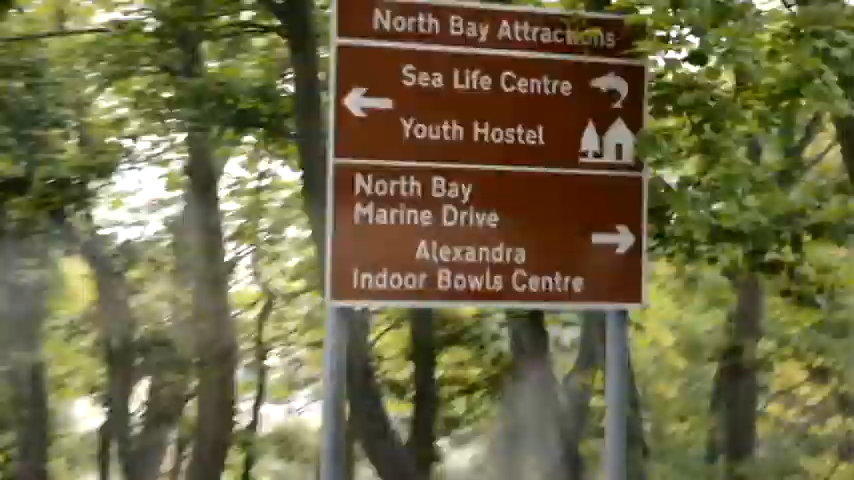 North Bay Attractions
Sea Life Centre
Youth Hostel
North Bay
Marine Drive
Alexandra
Indoor Bowls Centre